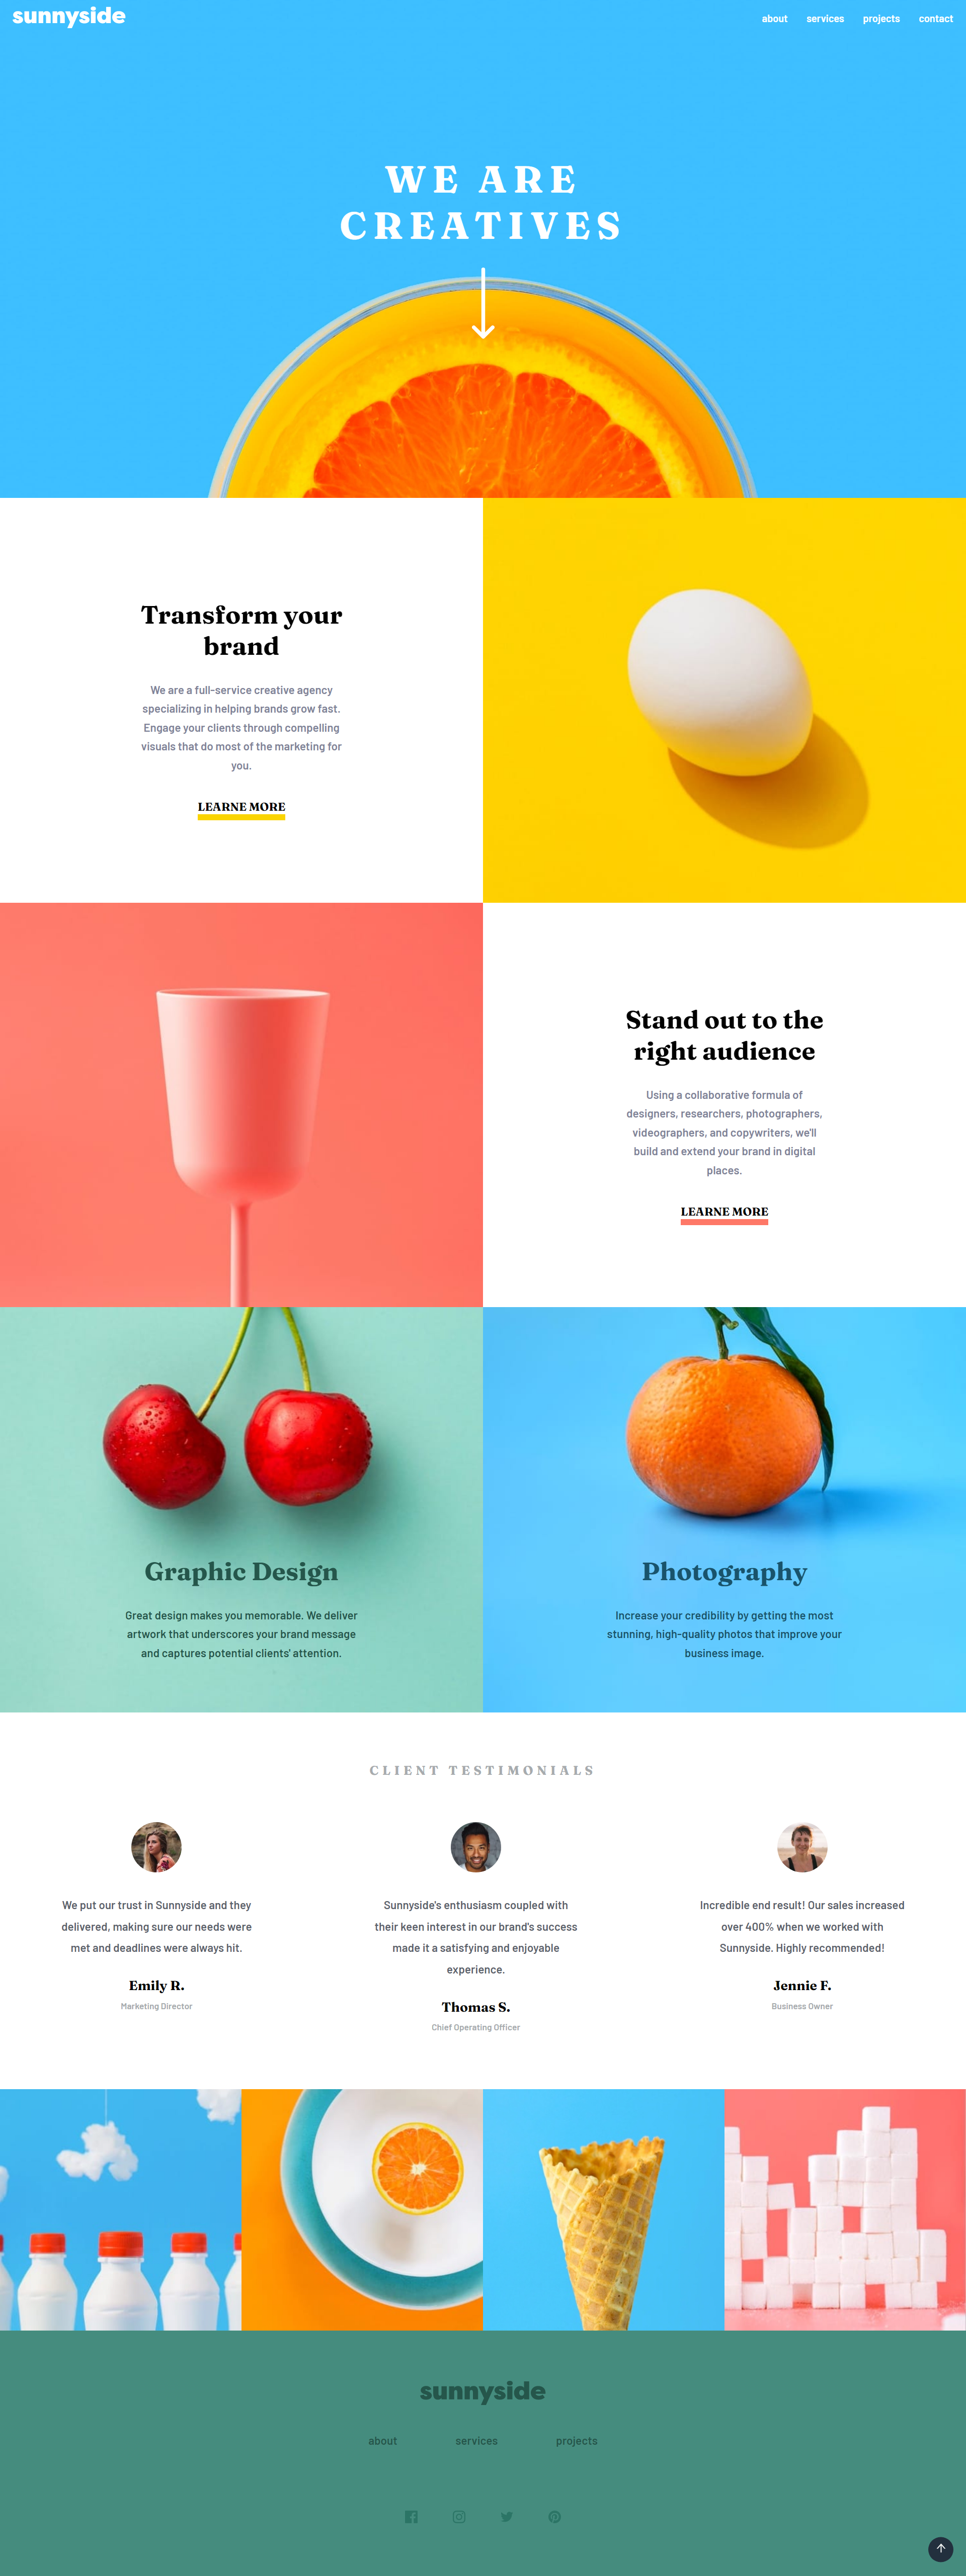 sunnyside
about services projects contact
WE ARE
CREATIVES
Transform your
brand
We are a full-service creative agency
specializing in helping brands grow fast.
Engage your clients through compelling
visuals that do most of the marketing for
you.
LEARNE MORE
Stand out to the
right audience
Using a collaborative formula of
designers, researchers, photographers,
videographers, and copywriters, we'll
build and extend your brand in digital
places.
LEARNE MORE
Graphic Design
Great design makes you memorable. We deliver
artwork that underscores your brand message
and captures potential clients' attention.
Photography
Increase your credibility by getting the most
stunning, high-quality photos that improve your
business image.
CLIENT TESTIMONIALS
We put our trust in Sunnyside and they
delivered, making sure our needs were
met and deadlines were always hit.
Emily R.
Marketing Director
Sunnyside's enthusiasm coupled with
their keen interest in our brand's success
made it a satisfying and enjoyable
experience.
Thomas S.
Chief Operating Officer
Incredible end result! Our sales increased
over 400% when we worked with
Sunnyside. Highly recommended!
Jennie F.
Business Owner
sunnyside
about services projects